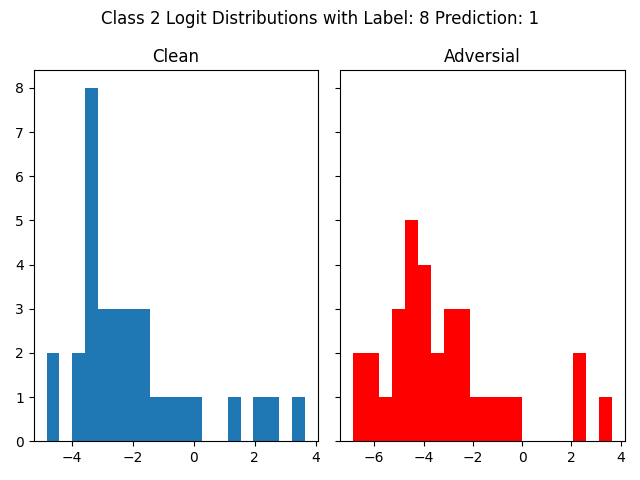 Class 2 Logit Distributions with Label: 8 Prediction: 1
Clean
Adversial
8
7
6
5
4
3
2
1
0
−4 −2 0 2 4
−6 −4 −2 0 2 4